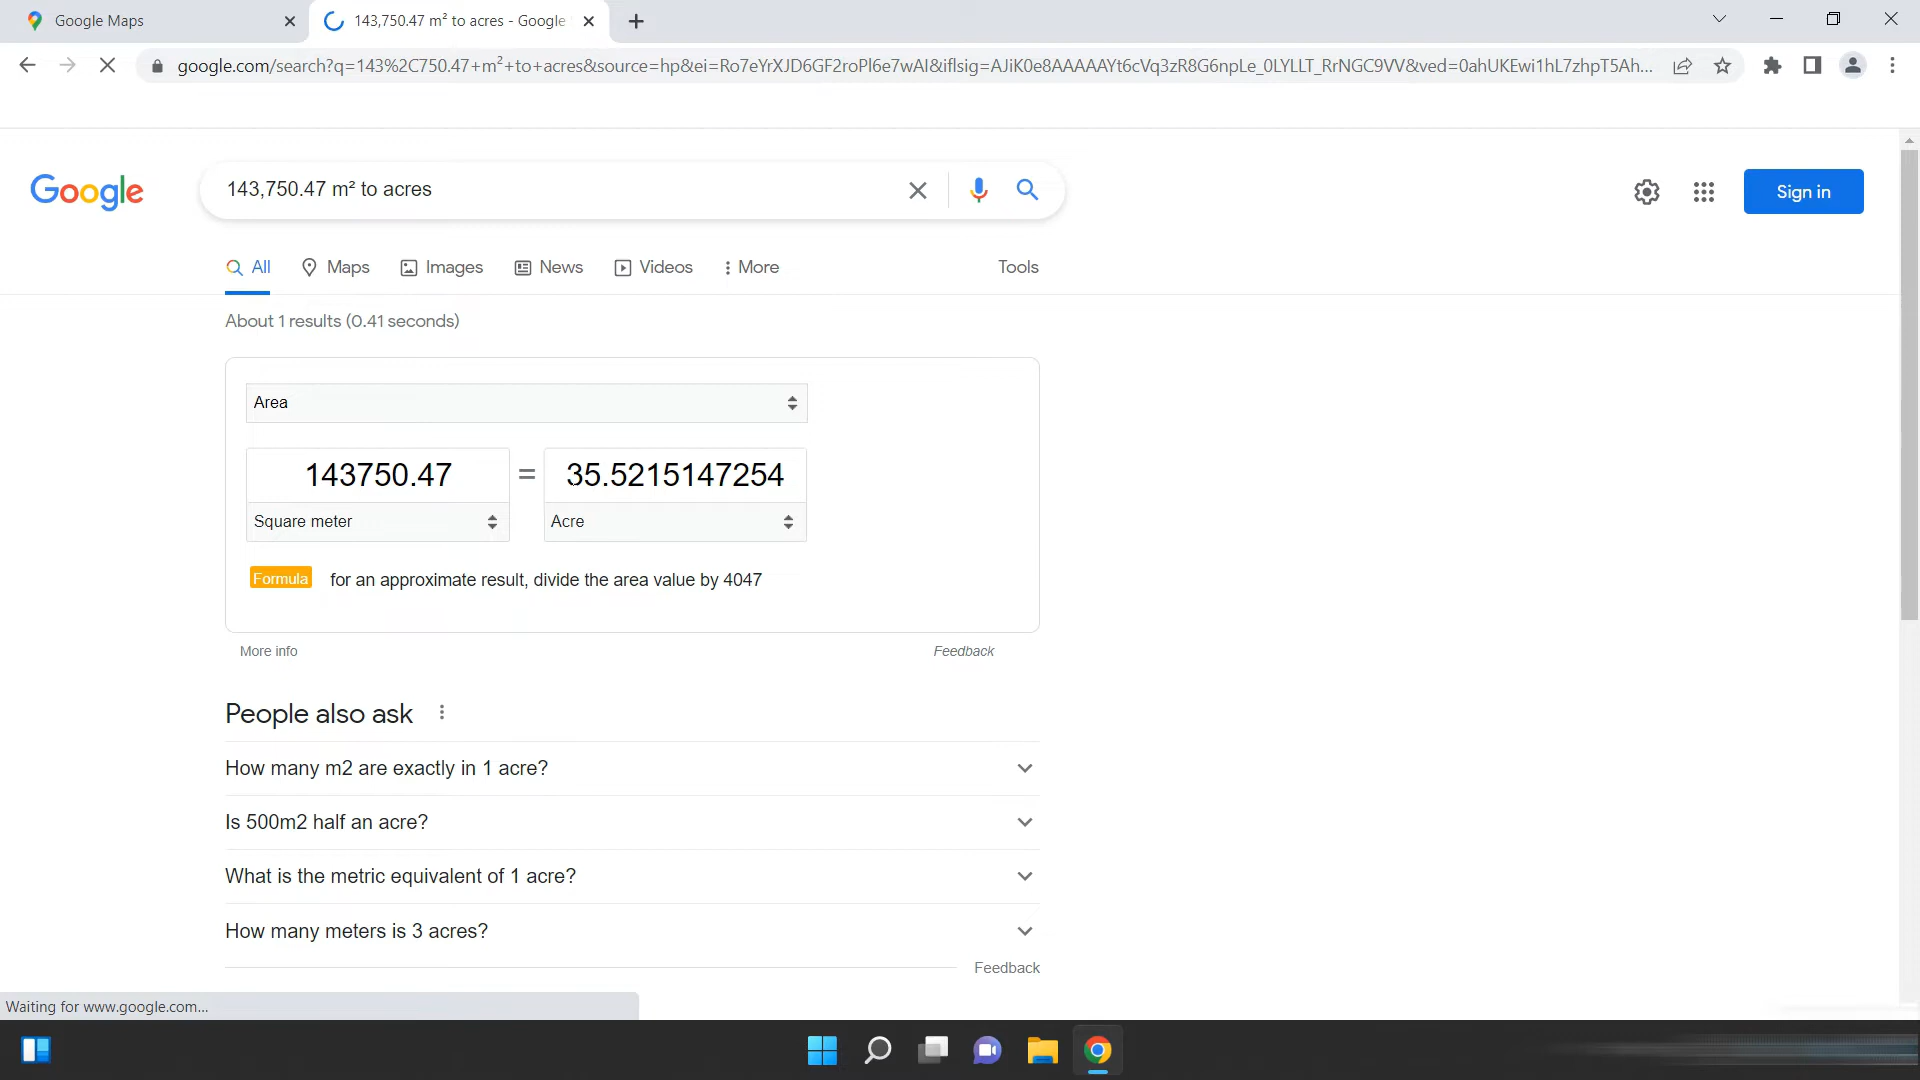 Google Maps
143,750.47 m² to acres - Google
google.com/search?q=143%2C750.47+m²+to+acres&source=hp&ei=Ro7eYrXJD6GF2roPl6e7wAI&iflsig=AJiK0e8AAAAAYt6cVq3zR8G6npLe_0LYLLT_RrNGC9VV&ved=0ahUKEwi1hL7zhpT5Ah...
Google
143,750.47 m² to acres
Sign in
All
Maps
Images
News
Videos
More
Tools
About 1 results (0.41 seconds)
Area
143750.47 = 35.5215147254
Square meter
Acre
Formula for an approximate result, divide the area value by 4047
More info
Feedback
People also ask
How many m2 are exactly in 1 acre?
Is 500m2 half an acre?
What is the metric equivalent of 1 acre?
How many meters is 3 acres?
Feedback
Waiting for www.google.com...